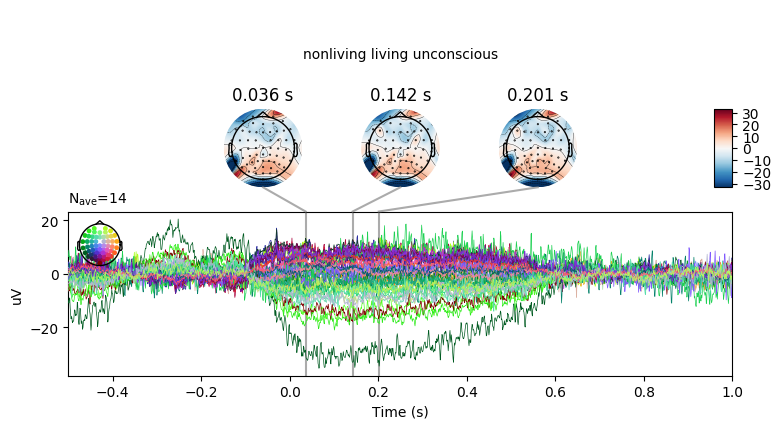 nonliving living unconscious
0.036 s 0.142 s 0.201 s
30
20
10
0
−10
−20
−30
Nave=14
20
0
−20
uV
−0.4 −0.2 0.0 0.2 0.4 0.6 0.8 1.0
Time (s)